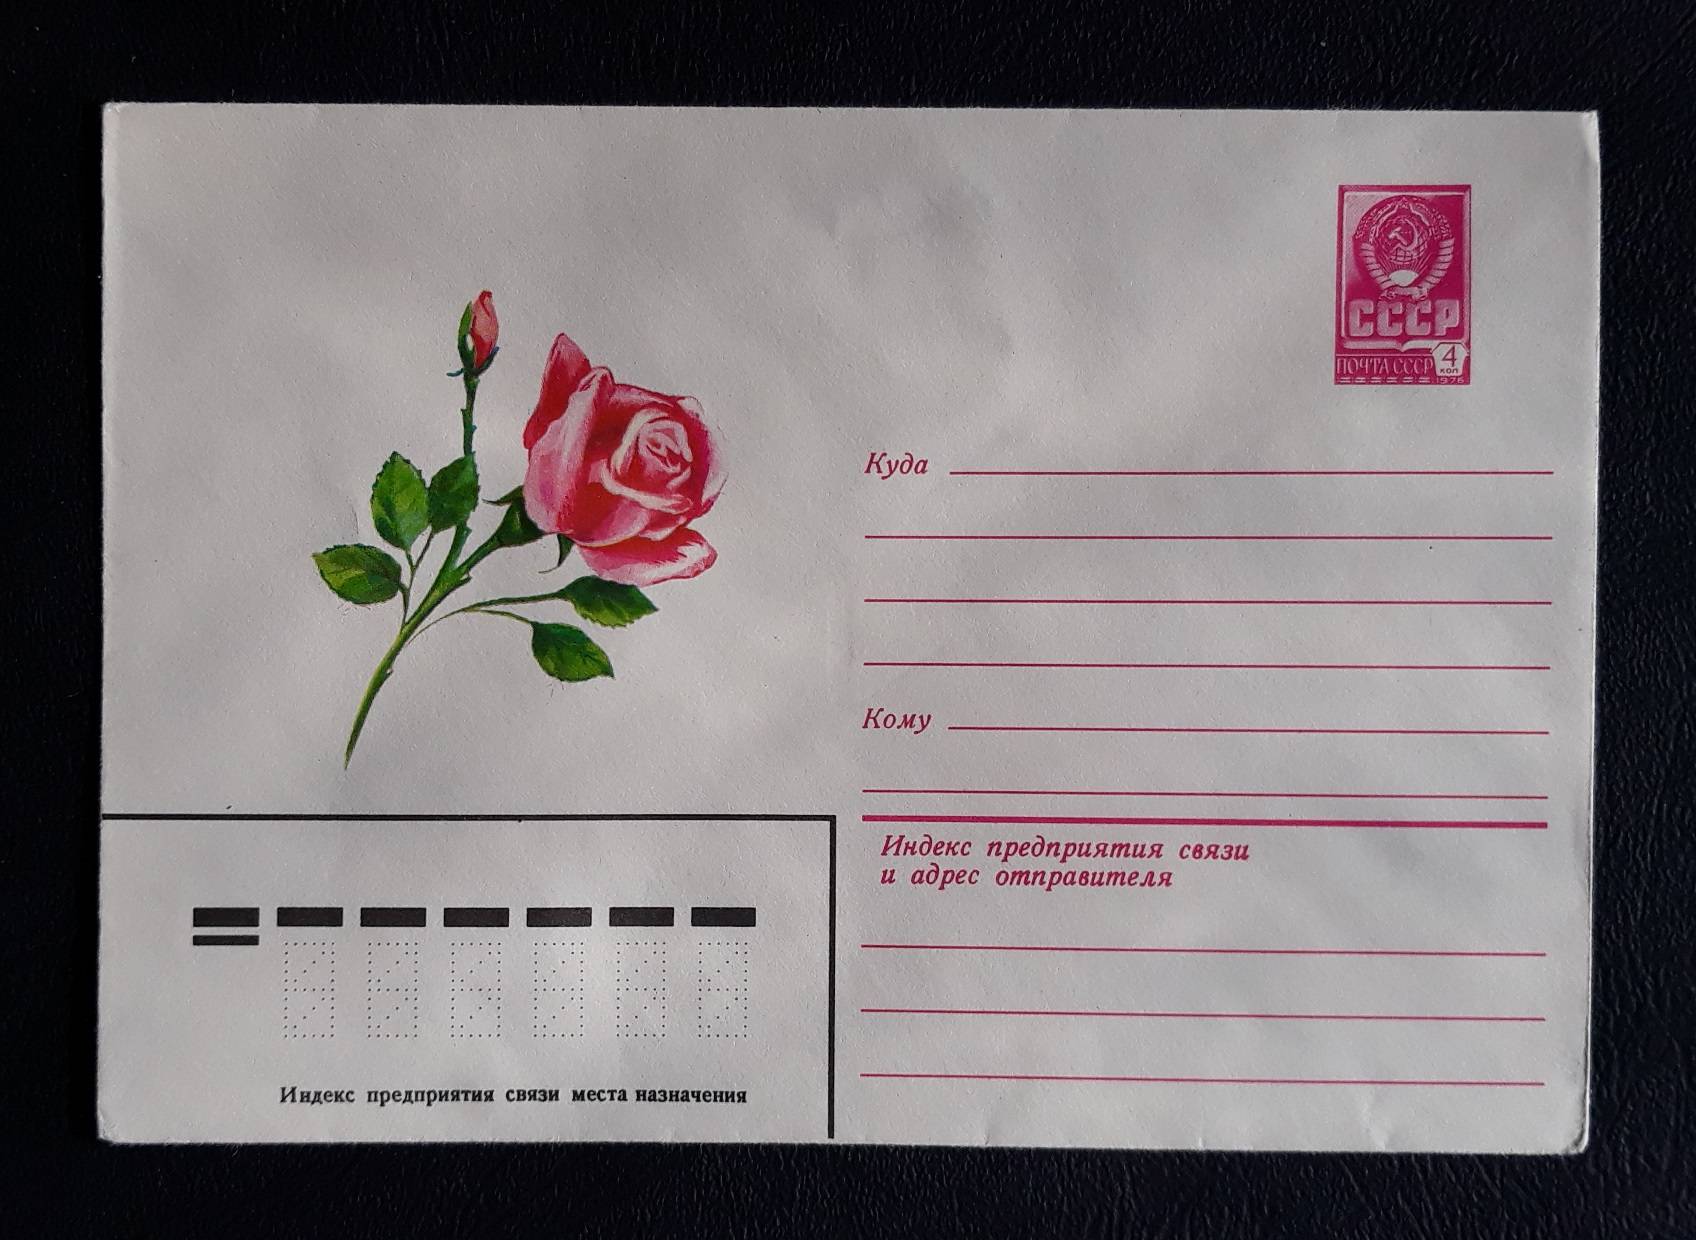 СССР
ПОЧТА СССР
4
коп
1976
Куда
Кому
Индекс предприятия связи
и адрес отправителя
Индекс предприятия связи места назначения